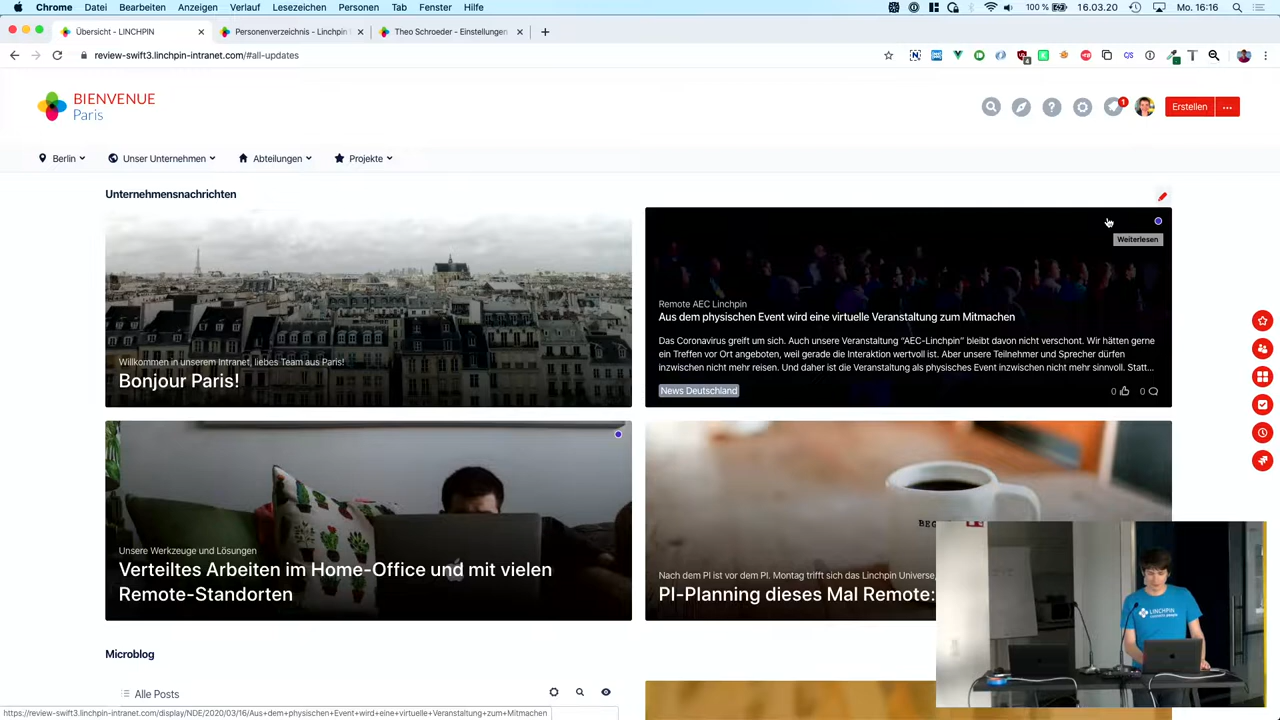 Chrome Datei Bearbeiten Anzeigen Verlauf Lesezeichen Personen Tab Fenster Hilfe 100 % 16.03.20 Mo. 16:16
Übersicht - LINCHPIN Personenverzeichnis - Linchpin Theo Schroeder - Einstellungen
review-swift3.linchpin-intranet.com/#all-updates
BIENVENUE
Paris
1
Erstellen ...
Berlin Unser Unternehmen Abteilungen Projekte
Unternehmensnachrichten
Weiterlesen
Remote AEC Linchpin
Aus dem physischen Event wird eine virtuelle Veranstaltung zum Mitmachen
Das Coronavirus greift um sich. Auch unsere Veranstaltung "AEC-Linchpin" bleibt davon nicht verschont. Wir hätten gerne
ein Treffen vor Ort angeboten, weil gerade die Interaktion wertvoll ist. Aber unsere Teilnehmer und Sprecher dürfen
inzwischen nicht mehr reisen. Und daher ist die Veranstaltung als physisches Event inzwischen nicht mehr sinnvoll. Statt...
News Deutschland 0 0
Willkommen in unserem Intranet, liebes Team aus Paris!
Bonjour Paris!
Unsere Werkzeuge und Lösungen
Verteiltes Arbeiten im Home-Office und mit vielen
Remote-Standorten
BEG
Nach dem PI ist vor dem PI. Montag trifft sich das Linchpin Universe,
PI-Planning dieses Mal Remote:
LINCHPIN
Microblog
Alle Posts
https://review-swift3.linchpin-intranet.com/display/NDE/2020/03/16/Aus+dem+physischen+Event+wird+eine+virtuelle+Veranstaltung+zum+Mitmachen